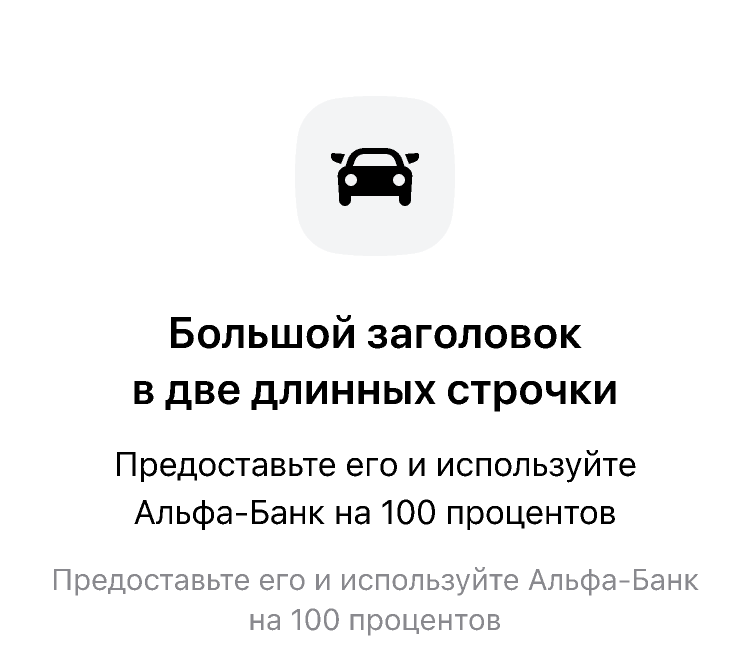 Большой заголовок
в две длинных строчки
Предоставьте его и используйте
Альфа-Банк на 100 процентов
Предоставьте его и используйте Альфа-Банк
на 100 процентов